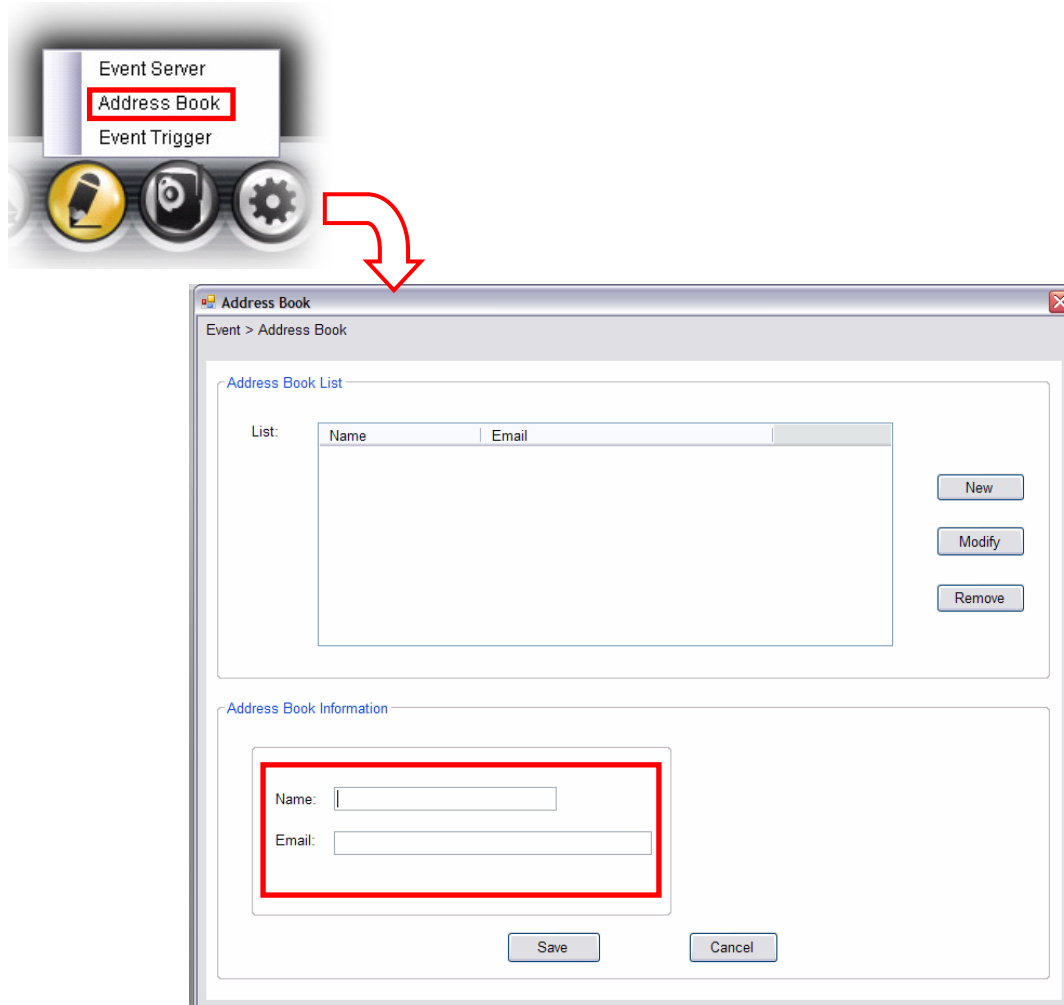 Event Server
Address Book
Event Trigger
Address Book
Event > Address Book
Address Book List
List:
Name Email
New
Modify
Remove
Address Book Information
Name:
Email:
Save Cancel